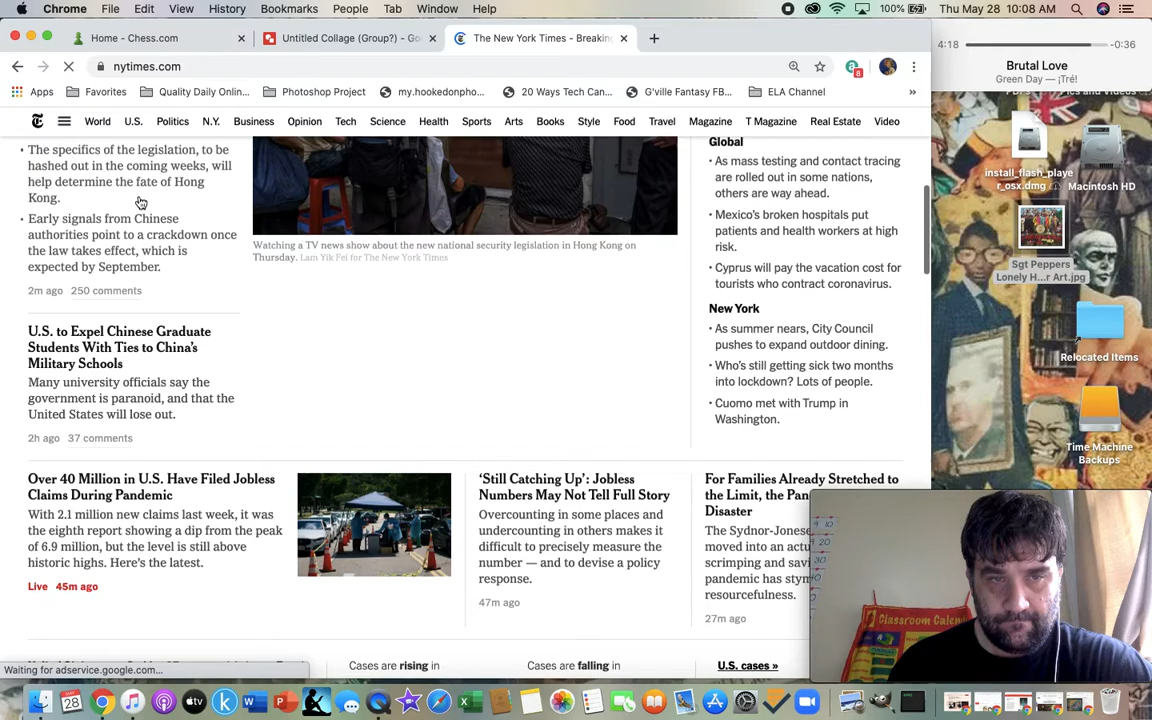 Chrome File Edit View History Bookmarks People Tab Window Help 100% Thu May 28 10:08 AM
Home - Chess.com
Untitled Collage (Group?) - Go
The New York Times - Breakin
4:18 -0:36
Brutal Love
Green Day — ¡Tré!
nytimes.com
8
Apps Favorites Quality Daily Onlin... Photoshop Project my.hookedonpho... 20 Ways Tech Can... G'ville Fantasy FB... ELA Channel »
World U.S. Politics N.Y. Business Opinion Tech Science Health Sports Arts Books Style Food Travel Magazine T Magazine Real Estate Video
• The specifics of the legislation, to be
hashed out in the coming weeks, will
help determine the fate of Hong
Kong.
• Early signals from Chinese
authorities point to a crackdown once
the law takes effect, which is
expected by September.
2m ago 250 comments
U.S. to Expel Chinese Graduate
Students With Ties to China's
Military Schools
Many university officials say the
government is paranoid, and that the
United States will lose out.
2h ago 37 comments
Watching a TV news show about the new national security legislation in Hong Kong on
Thursday. Lam Yik Fei for The New York Times
Global
• As mass testing and contact tracing
are rolled out in some nations,
others are way ahead.
• Mexico's broken hospitals put
patients and health workers at high
risk.
• Cyprus will pay the vacation cost for
tourists who contract coronavirus.
New York
• As summer nears, City Council
pushes to expand outdoor dining.
• Who's still getting sick two months
into lockdown? Lots of people.
• Cuomo met with Trump in
Washington.
Over 40 Million in U.S. Have Filed Jobless
Claims During Pandemic
With 2.1 million new claims last week, it was
the eighth report showing a dip from the peak
of 6.9 million, but the level is still above
historic highs. Here's the latest.
Live 45m ago
'Still Catching Up': Jobless
Numbers May Not Tell Full Story
Overcounting in some places and
undercounting in others makes it
difficult to precisely measure the
number — and to devise a policy
response.
47m ago
For Families Already Stretched to
the Limit, the Pan
Disaster
The Sydnor-Jones
moved into an actu
scrimping and savi
pandemic has stym
resourcefulness.
27m ago
Cases are rising in
Cases are falling in
U.S. cases »
Waiting for adservice.google.com...
install_flash_playe
r_osx.dmg
Macintosh HD
Sgt Peppers
Lonely H...r Art.jpg
Relocated Items
Time Machine
Backups
Classroom Calen